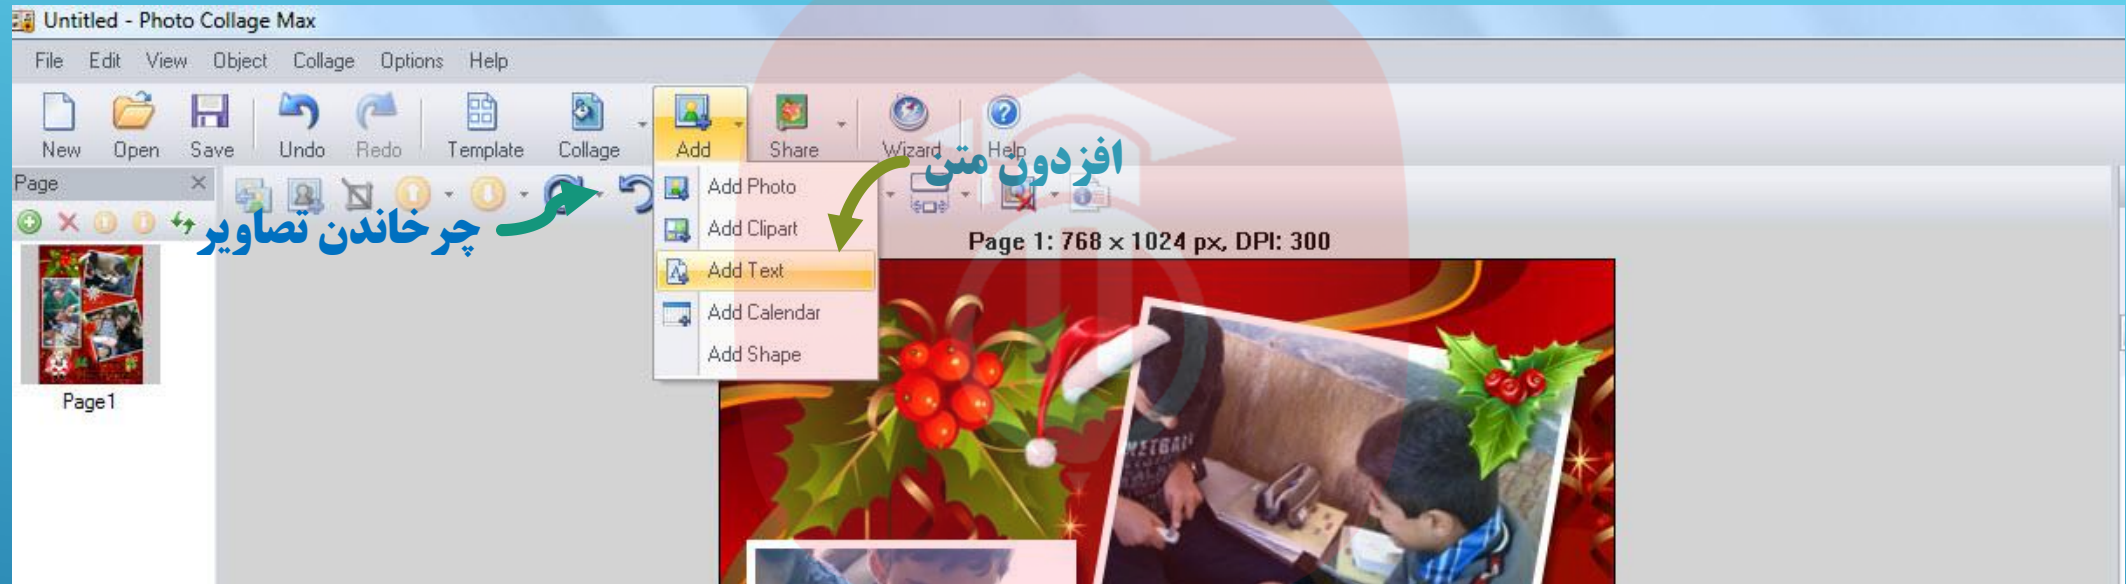 Untitled - Photo Collage Max
File Edit View Object Collage Options Help
New Open Save Undo Redo Template Collage Add Share Wizard Help
افزدون متن
Page
Add Photo
چرخاندن تصاویر
Add Clipart
Page 1: 768 x 1024 px, DPI: 300
Add Text
Add Calendar
Add Shape
Page1